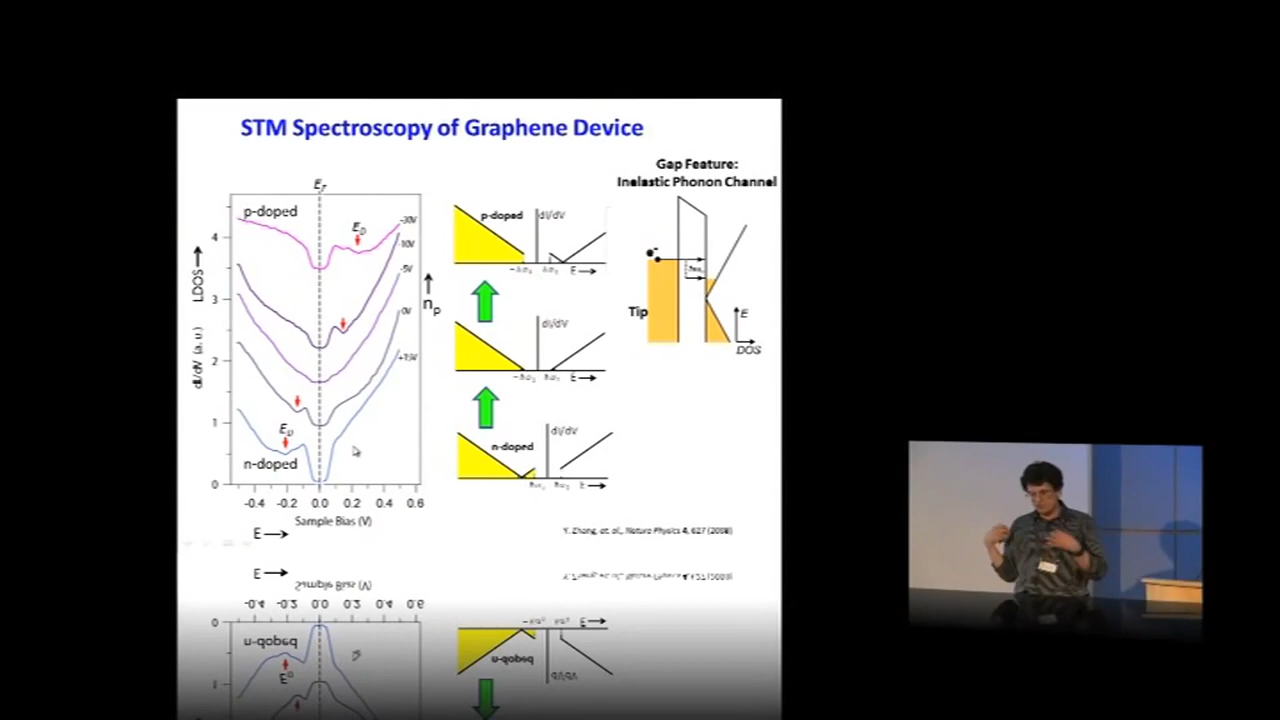 STM Spectroscopy of Graphene Device
Gap Feature:
Inelastic Phonon Channel
E_F
p-doped
E_D
-30V
-10V
-5V
0V
+15V
n_p
4
3
2
1
0
dI/dV (a. u.)
LDOS
E_D
n-doped
-0.4 -0.2 0.0 0.2 0.4 0.6
Sample Bias (V)
E
p-doped
dI/dV
E
dI/dV
E
n-doped
dI/dV
E
e-
Tip
E
DOS
Y. Zhang, et. al., Nature Physics 4, 627 (2008)